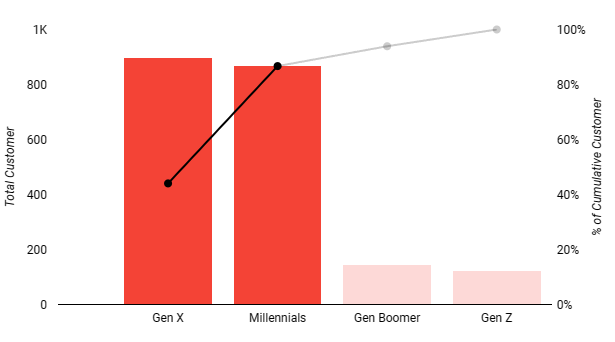 1K
800
600
400
200
0
Total Customer
100%
80%
60%
40%
20%
0%
% of Cumulative Customer
Gen X
Millennials
Gen Boomer
Gen Z